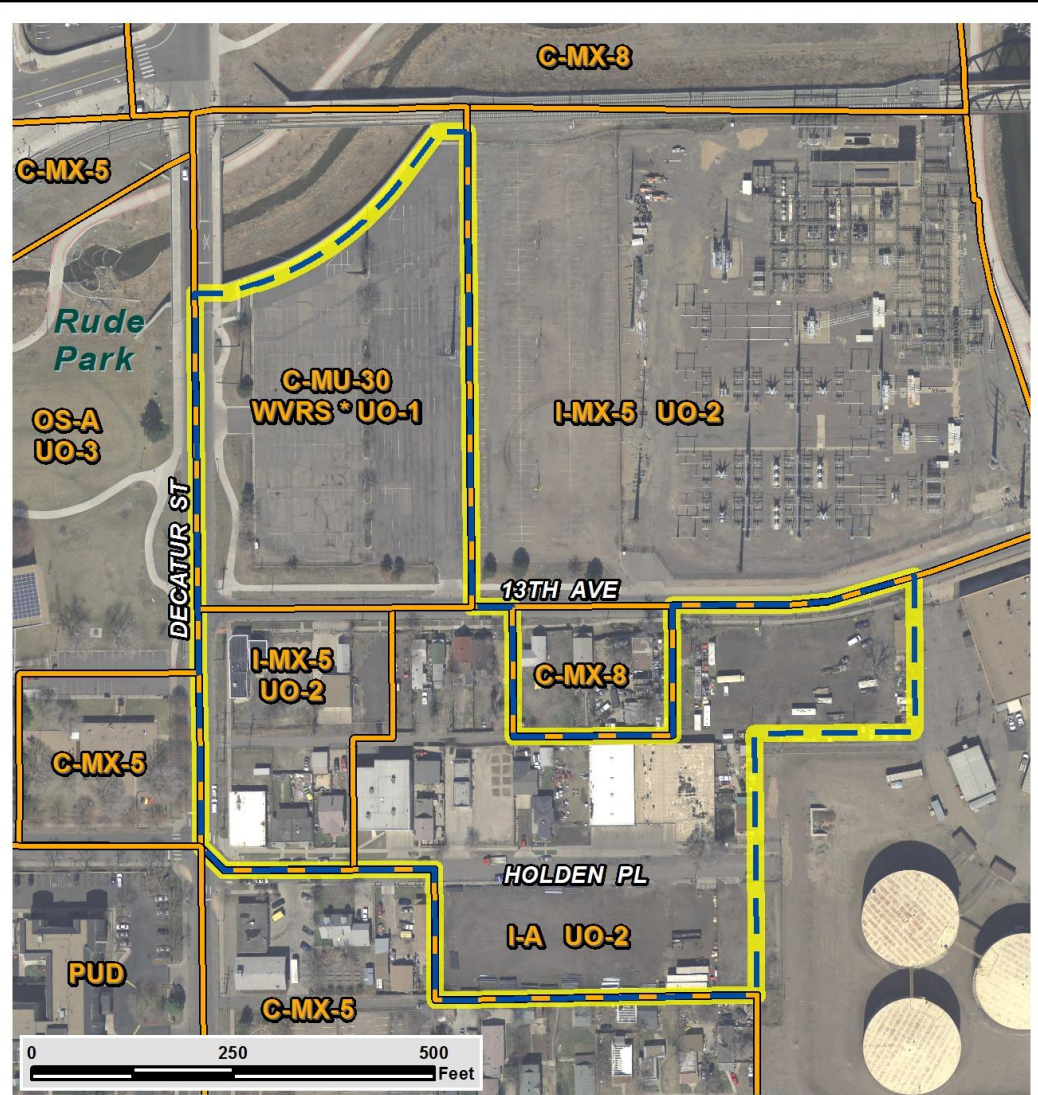 C-MX-8
C-MX-5
Rude
Park
C-MU-30
WVRS * UO-1
I-MX-5 UO-2
OS-A
UO-3
DECATUR ST
13TH AVE
I-MX-5
UO-2
C-MX-8
C-MX-5
HOLDEN PL
I-A UO-2
PUD
C-MX-5
0 250 500
Feet